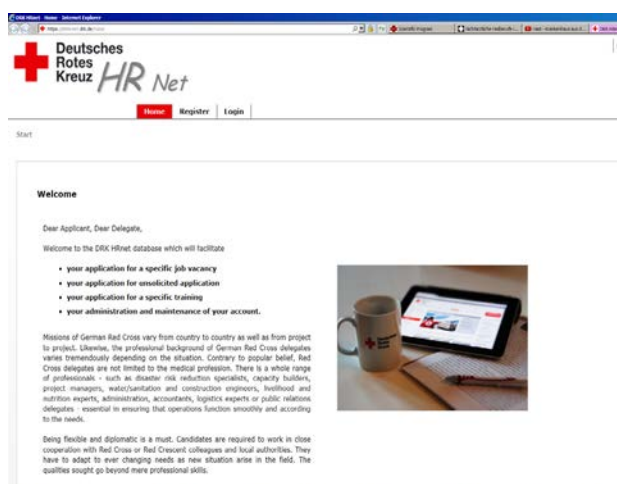 DRK HRnet - Home - Internet Explorer
Deutsches
Rotes
Kreuz HR Net
Home Register Login
Start
Welcome
Dear Applicant, Dear Delegate,
Welcome to the DRK HRnet database which will facilitate
• your application for a specific job vacancy
• your application for unsolicited application
• your application for a specific training
• your administration and maintenance of your account.
Missions of German Red Cross vary from country to country as well as from project
to project. Likewise, the professional background of German Red Cross delegates
varies tremendously depending on the situation. Contrary to popular belief, Red
Cross delegates are not limited to the medical profession. There is a whole range
of professionals - such as disaster risk reduction specialists, capacity builders,
project managers, water/sanitation and construction engineers, livelihood and
nutrition experts, administration, accountants, logistics experts or public relations
delegates - essential in ensuring that operations function smoothly and according
to the needs.
Being flexible and diplomatic is a must. Candidates are required to work in close
cooperation with Red Cross or Red Crescent colleagues and local authorities. They
have to adapt to ever changing needs as new situation arise in the field. The
qualities sought go beyond mere professional skills.